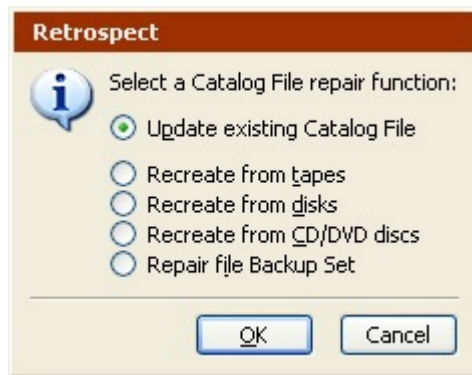 Retrospect
Select a Catalog File repair function:
Update existing Catalog File
Recreate from tapes
Recreate from disks
Recreate from CD/DVD discs
Repair file Backup Set
OK
Cancel